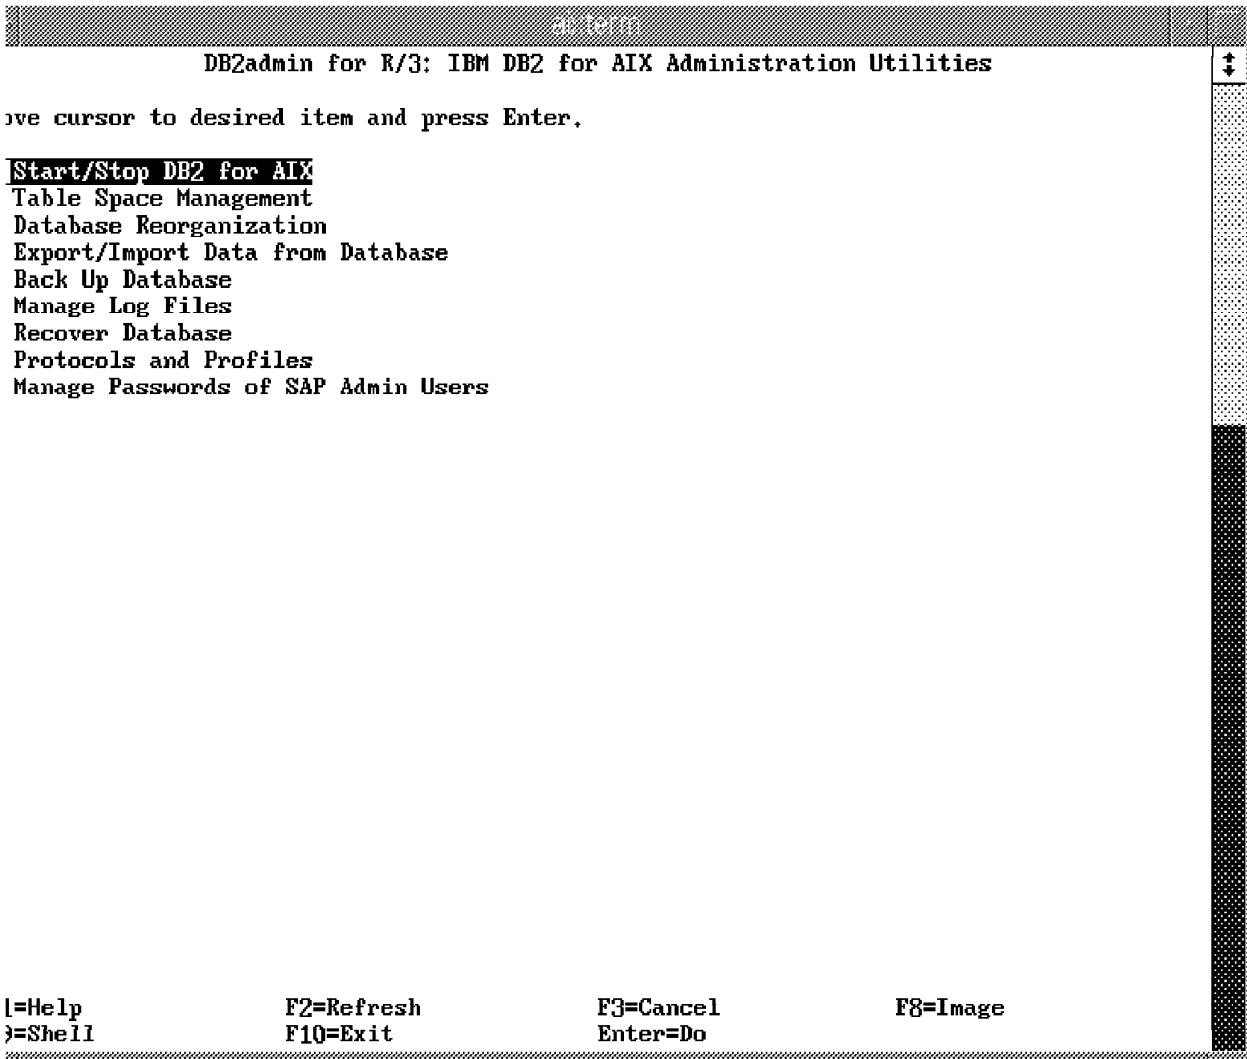 aixterm
DB2admin for R/3: IBM DB2 for AIX Administration Utilities
ove cursor to desired item and press Enter.
Start/Stop DB2 for AIX
Table Space Management
Database Reorganization
Export/Import Data from Database
Back Up Database
Manage Log Files
Recover Database
Protocols and Profiles
Manage Passwords of SAP Admin Users
1=Help F2=Refresh F3=Cancel F8=Image
9=Shell F10=Exit Enter=Do